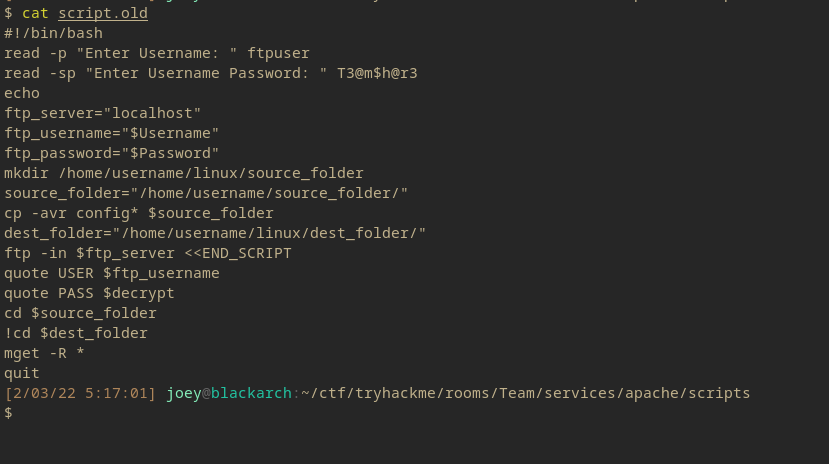 $ cat script.old
#!/bin/bash
read -p "Enter Username: " ftpuser
read -sp "Enter Username Password: " T3@m$h@r3
echo
ftp_server="localhost"
ftp_username="$Username"
ftp_password="$Password"
mkdir /home/username/linux/source_folder
source_folder="/home/username/source_folder/"
cp -avr config* $source_folder
dest_folder="/home/username/linux/dest_folder/"
ftp -in $ftp_server <<END_SCRIPT
quote USER $ftp_username
quote PASS $decrypt
cd $source_folder
!cd $dest_folder
mget -R *
quit
[2/03/22 5:17:01] joey@blackarch:~/ctf/tryhackme/rooms/Team/services/apache/scripts
$